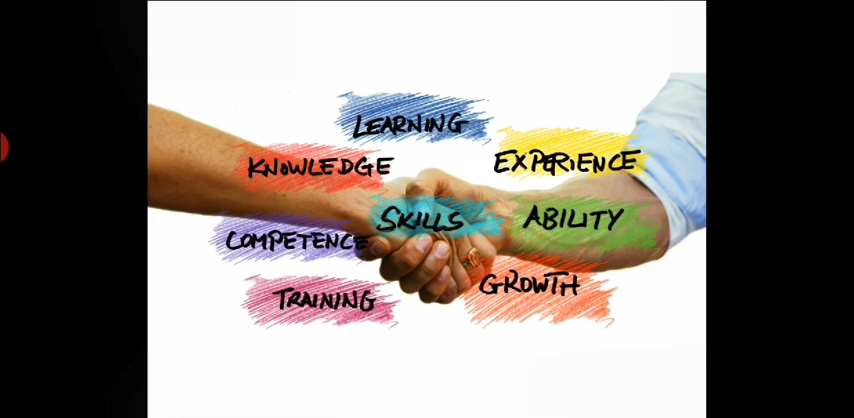 LEARNING
KNOWLEDGE
EXPERIENCE
SKILLS
ABILITY
COMPETENCE
GROWTH
TRAINING